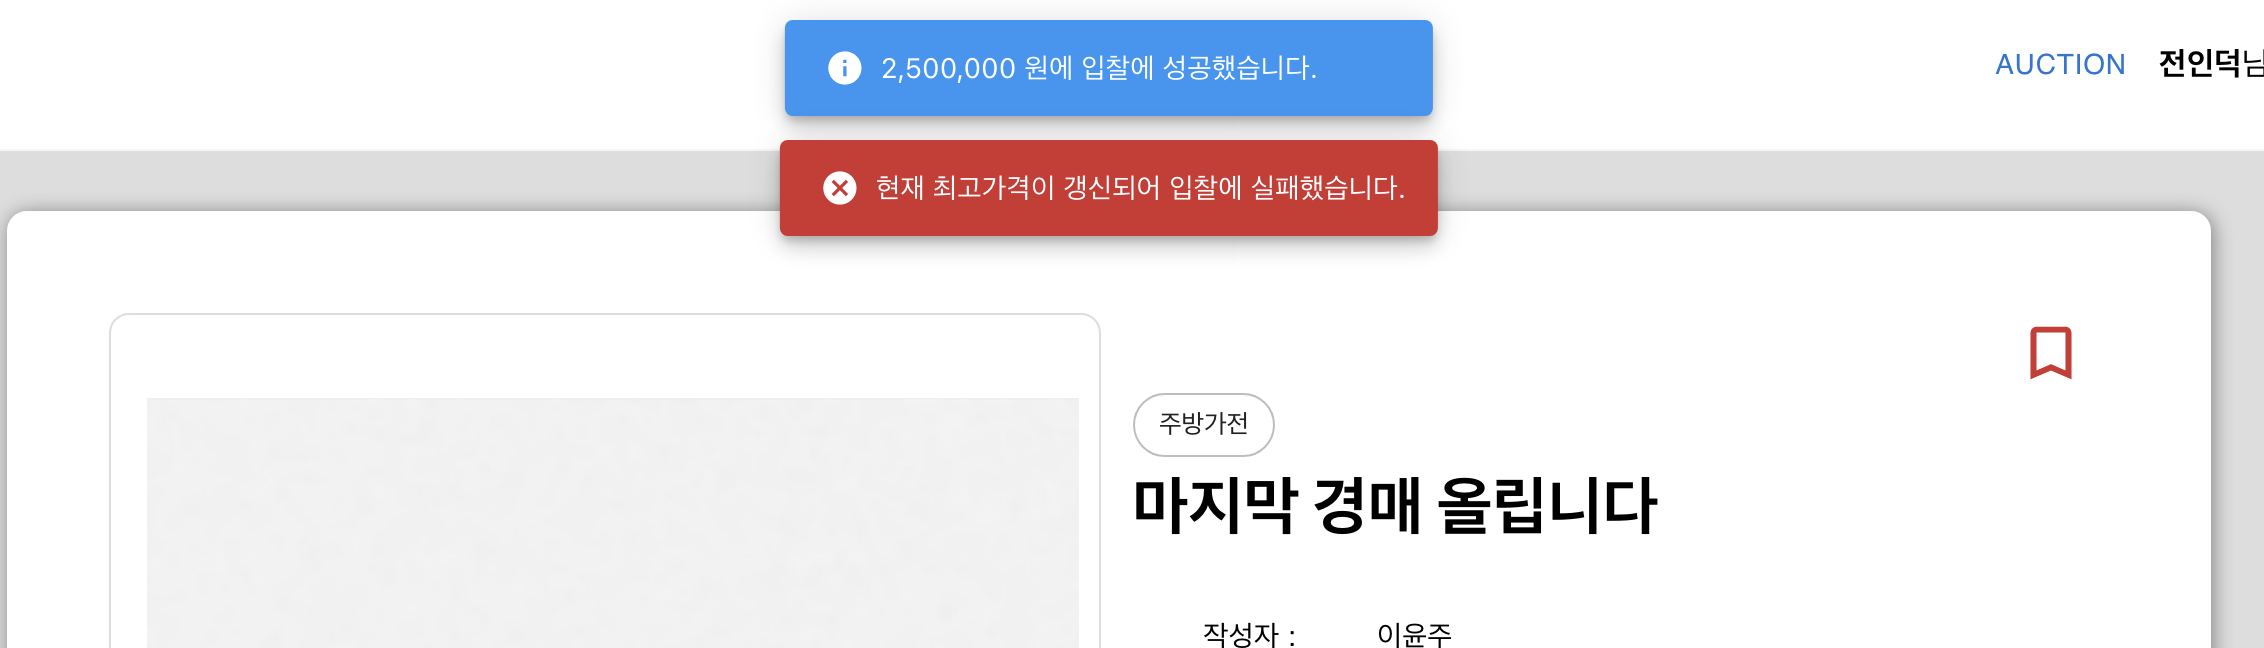 2,500,000 원에 입찰에 성공했습니다.
AUCTION 전인덕님
현재 최고가격이 갱신되어 입찰에 실패했습니다.
주방가전
마지막 경매 올립니다
작성자 : 이윤주